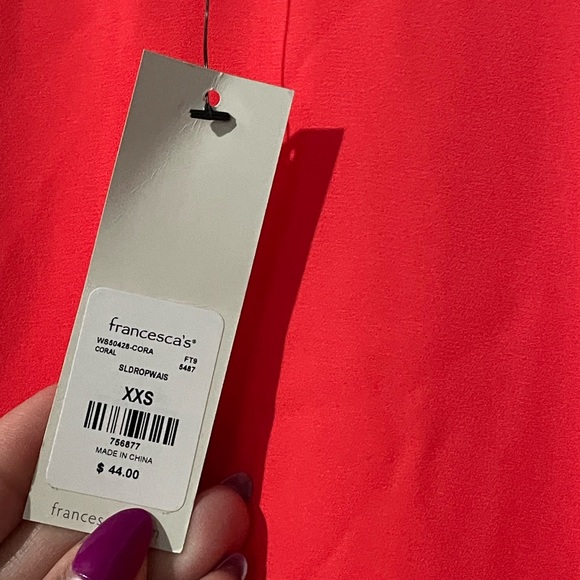 francesca's®
WS50428-CORA FT9
CORAL 5487
SLDROPWAIS
XXS
756877
MADE IN CHINA
$ 44.00